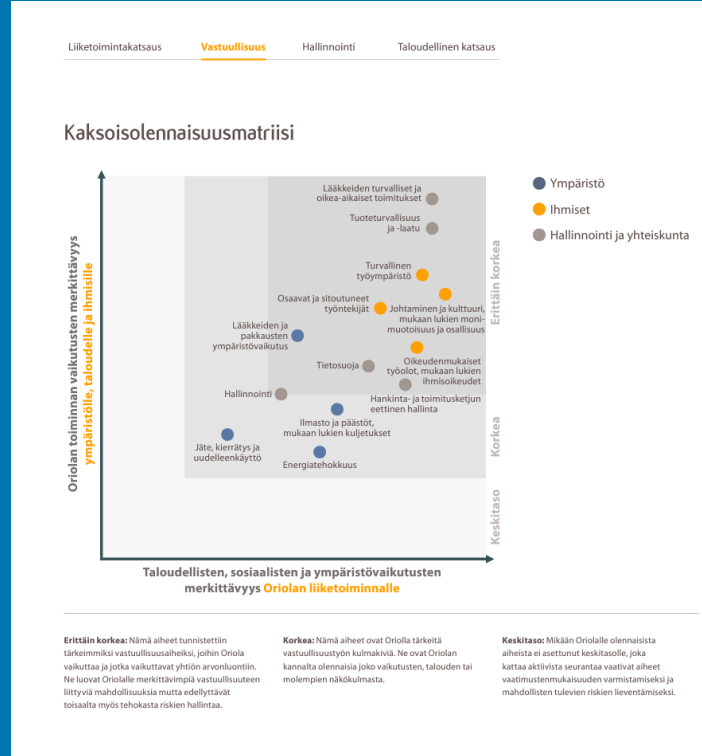 Liiketoimintakatsaus
Vastuullisuus
Hallinnointi
Taloudellinen katsaus
Kaksoisolennaisuusmatriisi
Oriolan toiminnan vaikutusten merkittävyys
ympäristölle, taloudelle ja ihmisille
Lääkkeiden turvalliset ja
oikea-aikaiset toimitukset
Tuoteturvallisuus
ja -laatu
Turvallinen
työympäristö
Osaavat ja sitoutuneet
työntekijät
Johtaminen ja kulttuuri,
mukaan lukien moni-
muotoisuus ja osallisuus
Lääkkeiden ja
pakkausten
ympäristövaikutus
Tietosuoja
Oikeudenmukaiset
työolot, mukaan lukien
ihmisoikeudet
Hallinnointi
Hankinta- ja toimitusketjun
eettinen hallinta
Ilmasto ja päästöt,
mukaan lukien kuljetukset
Jäte, kierrätys ja
uudelleenkäyttö
Energiatehokkuus
Erittäin korkea
Korkea
Keskitaso
Ympäristö
Ihmiset
Hallinnointi ja yhteiskunta
Taloudellisten, sosiaalisten ja ympäristövaikutusten
merkittävyys Oriolan liiketoiminnalle
Erittäin korkea: Nämä aiheet tunnistettiin
tärkeimmiksi vastuullisuusaiheiksi, joihin Oriola
vaikuttaa ja jotka vaikuttavat yhtiön arvonluontiin.
Ne luovat Oriolalle merkittävimpiä vastuullisuuteen
liittyviä mahdollisuuksia mutta edellyttävät
toisaalta myös tehokasta riskien hallintaa.
Korkea: Nämä aiheet ovat Oriolla tärkeitä
vastuullisuustyön kulmakiviä. Ne ovat Oriolan
kannalta olennaisia joko vaikutusten, talouden tai
molempien näkökulmasta.
Keskitaso: Mikään Oriolalle olennaisista
aiheista ei asettunut keskitasolle, joka
kattaa aktiivista seurantaa vaativat aiheet
vaatimustenmukaisuuden varmistamiseksi ja
mahdollisten tulevien riskien lieventämiseksi.